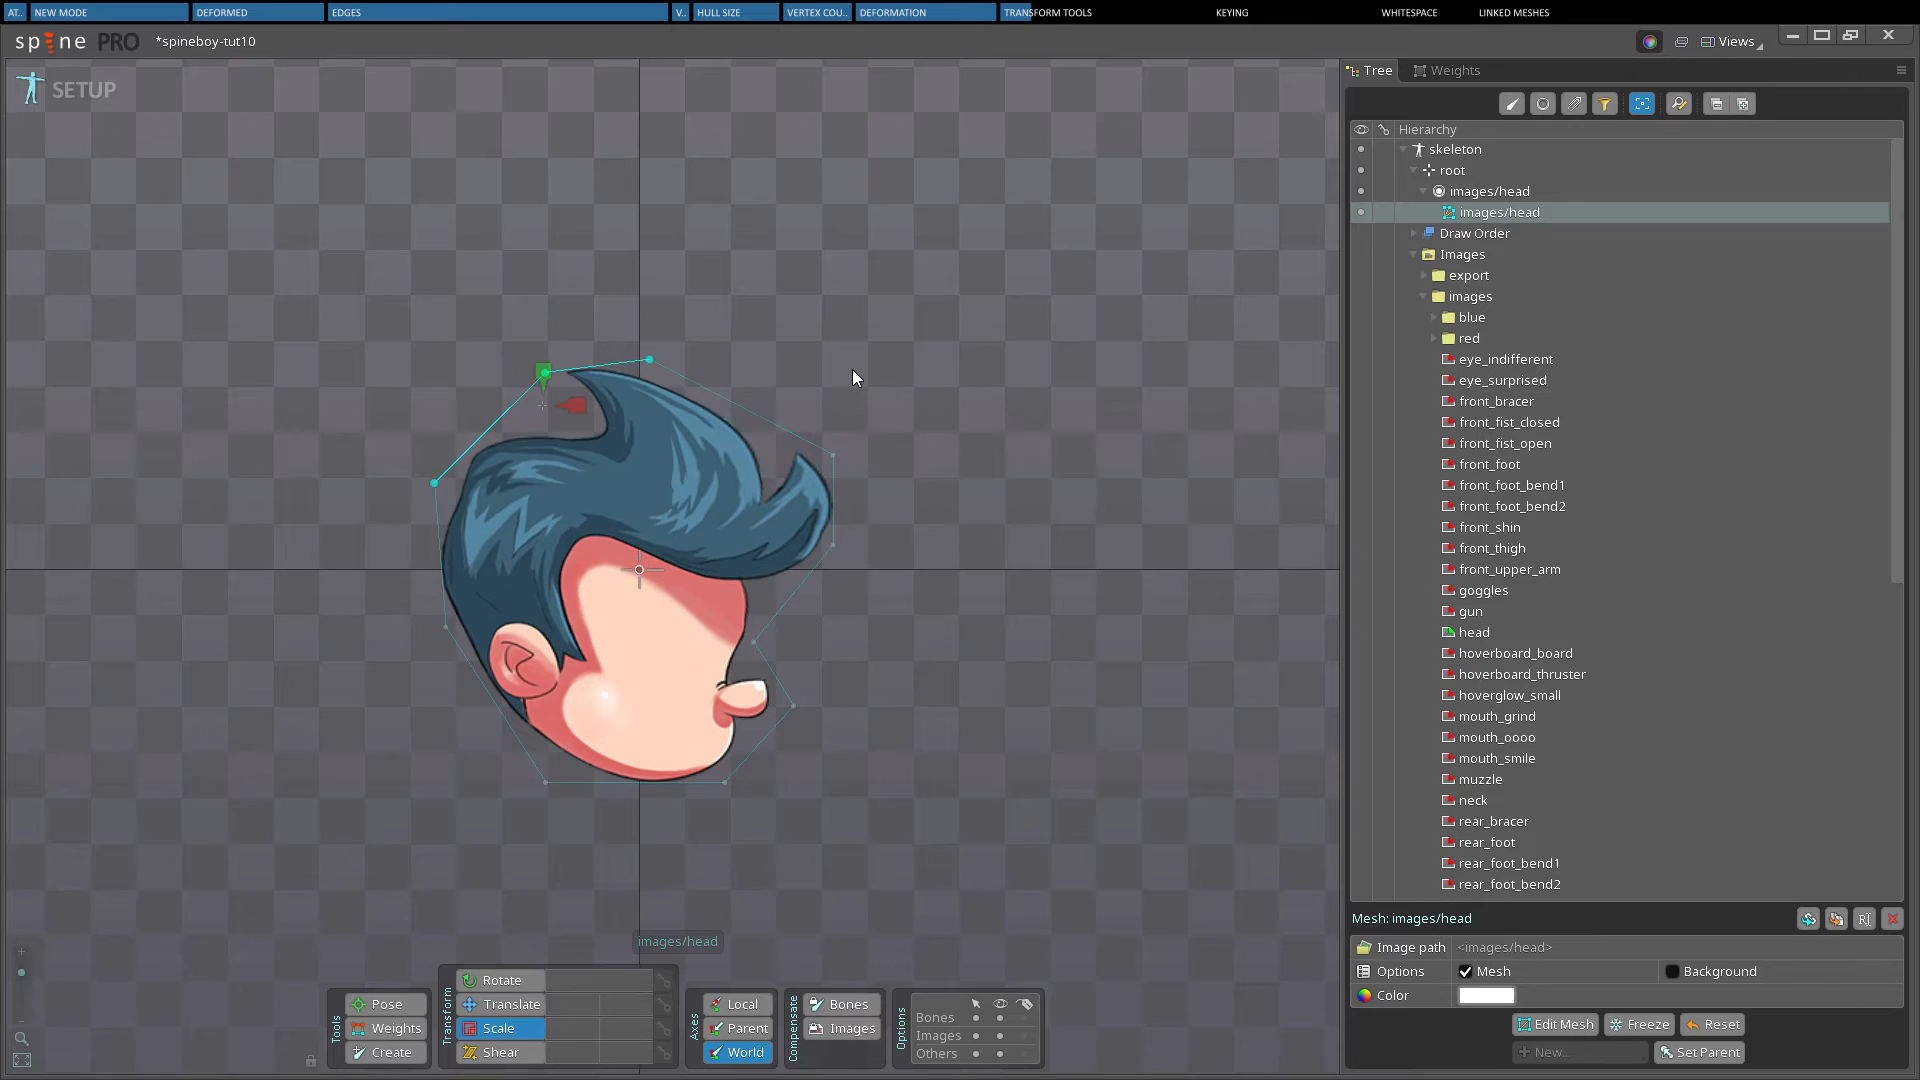 AT.. NEW MODE DEFORMED EDGES V.. HULL SIZE VERTEX COU.. DEFORMATION TRANSFORM TOOLS KEYING WHITESPACE LINKED MESHES
spine PRO *spineboy-tut10 Views
SETUP
Tree Weights
Hierarchy
skeleton
root
images/head
images/head
Draw Order
Images
export
images
blue
red
eye_indifferent
eye_surprised
front_bracer
front_fist_closed
front_fist_open
front_foot
front_foot_bend1
front_foot_bend2
front_shin
front_thigh
front_upper_arm
goggles
gun
head
hoverboard_board
hoverboard_thruster
hoverglow_small
mouth_grind
mouth_oooo
mouth_smile
muzzle
neck
rear_bracer
rear_foot
rear_foot_bend1
rear_foot_bend2
Mesh: images/head
Image path <images/head>
Options Mesh Background
Color
Edit Mesh Freeze Reset
New... Set Parent
images/head
Tools
Pose
Weights
Create
Transform
Rotate
Translate
Scale
Shear
Axes
Local
Parent
World
Compensate
Bones
Images
Options
Bones
Images
Others